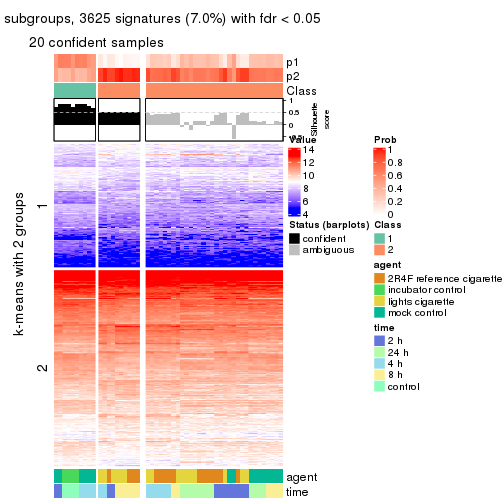 subgroups, 3625 signatures (7.0%) with fdr < 0.05
20 confident samples
p1
p2
Class
1
0.5
0
Silhouette
score
Value
14
12
10
8
6
4
Prob
1
0.8
0.6
0.4
0.2
0
Status (barplots)
confident
ambiguous
Class
1
2
agent
2R4F reference cigarette
incubator control
lights cigarette
mock control
time
2 h
24 h
4 h
8 h
control
k-means with 2 groups
1
2
agent
time